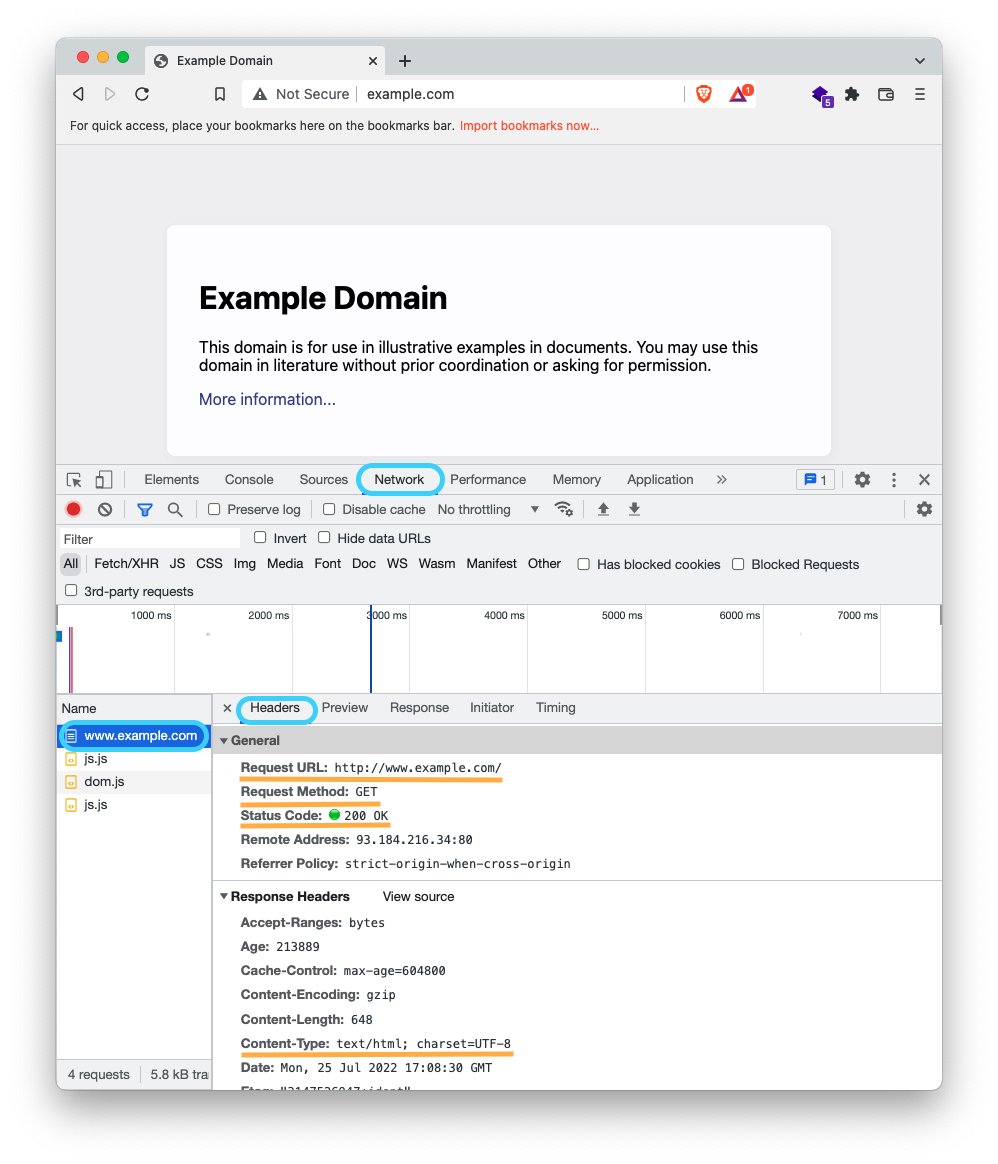 Example Domain
Not Secure example.com 1 5
For quick access, place your bookmarks here on the bookmarks bar. Import bookmarks now...
Example Domain
This domain is for use in illustrative examples in documents. You may use this
domain in literature without prior coordination or asking for permission.
More information...
Elements Console Sources Network Performance Memory Application » 1
Preserve log Disable cache No throttling
Filter Invert Hide data URLs
All Fetch/XHR JS CSS Img Media Font Doc WS Wasm Manifest Other Has blocked cookies Blocked Requests
3rd-party requests
1000 ms 2000 ms 3000 ms 4000 ms 5000 ms 6000 ms 7000 ms
Name Headers Preview Response Initiator Timing
www.example.com
js.js
dom.js
js.js
General
Request URL: http://www.example.com/
Request Method: GET
Status Code: 200 OK
Remote Address: 93.184.216.34:80
Referrer Policy: strict-origin-when-cross-origin
Response Headers View source
Accept-Ranges: bytes
Age: 213889
Cache-Control: max-age=604800
Content-Encoding: gzip
Content-Length: 648
Content-Type: text/html; charset=UTF-8
Date: Mon, 25 Jul 2022 17:08:30 GMT
4 requests 5.8 kB tra